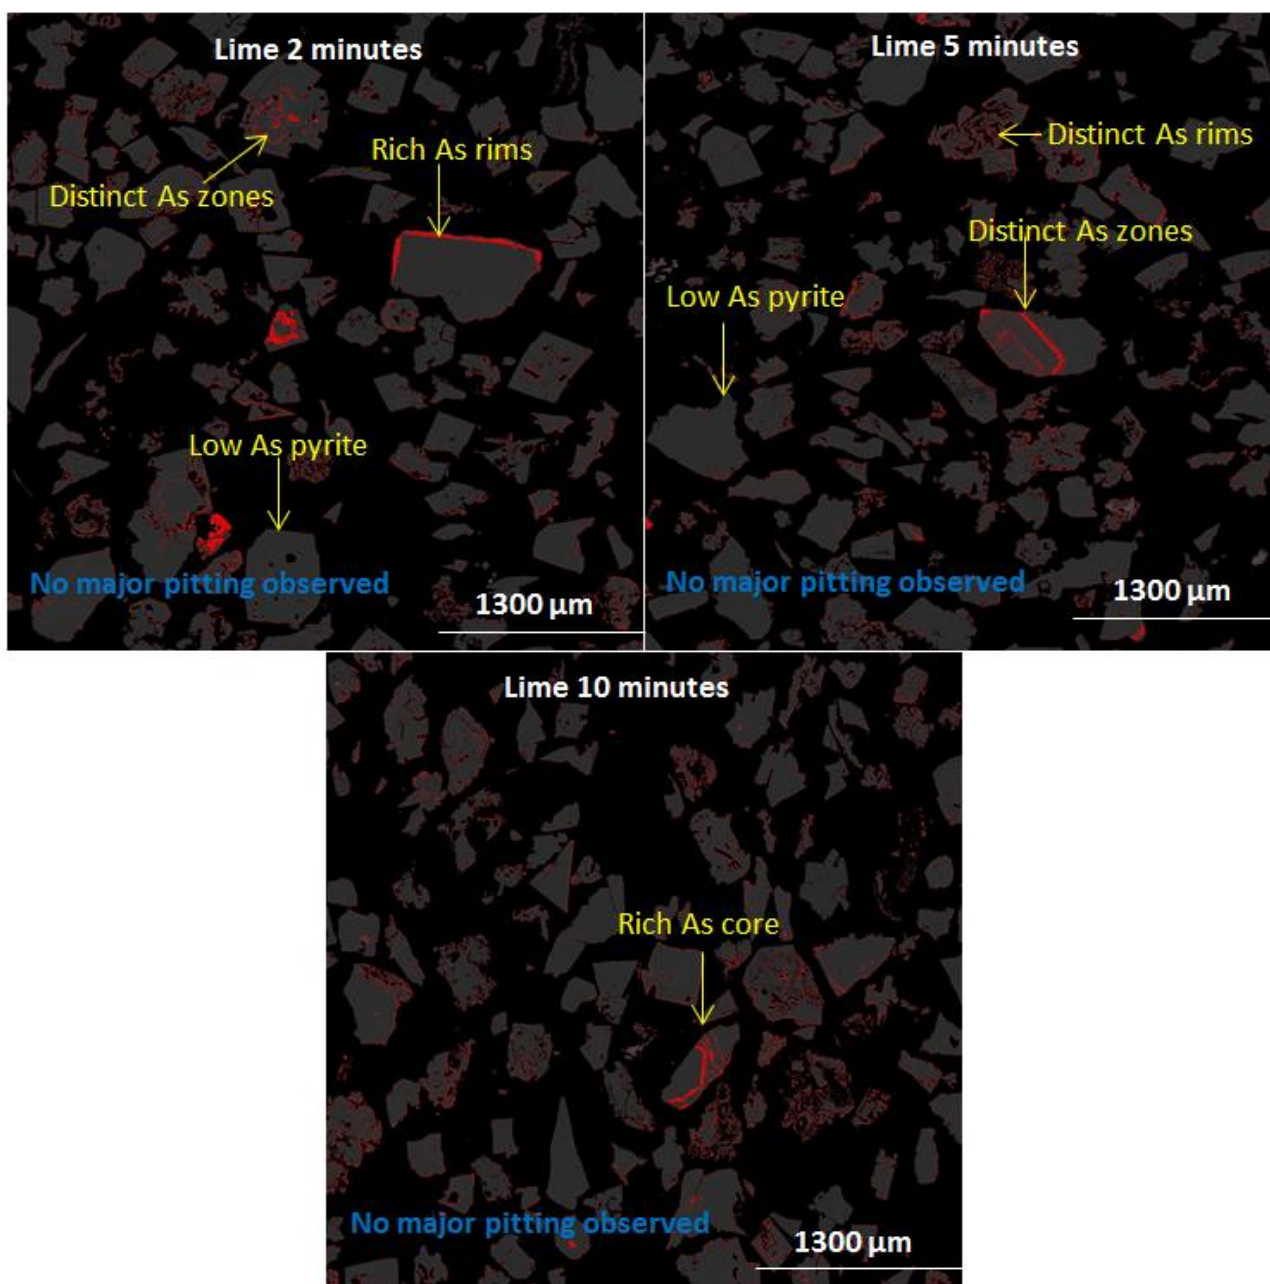 Lime 2 minutes
Rich As rims
Distinct As zones
Low As pyrite
No major pitting observed
1300 µm
Lime 5 minutes
Distinct As rims
Distinct As zones
Low As pyrite
No major pitting observed
1300 µm
Lime 10 minutes
Rich As core
No major pitting observed
1300 µm